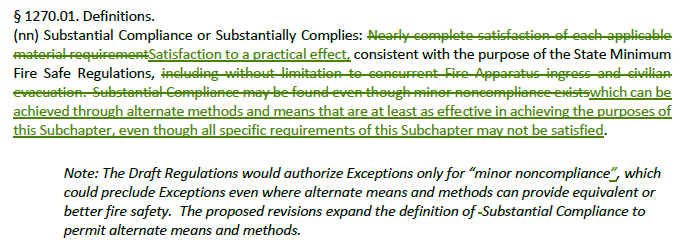 § 1270.01. Definitions.
(nn) Substantial Compliance or Substantially Complies: Nearly complete satisfaction of each applicable
material requirementSatisfaction to a practical effect, consistent with the purpose of the State Minimum
Fire Safe Regulations, including without limitation to concurrent Fire Apparatus ingress and civilian
evacuation.  Substantial Compliance may be found even though minor noncompliance existswhich can be
achieved through alternate methods and means that are at least as effective in achieving the purposes of
this Subchapter, even though all specific requirements of this Subchapter may not be satisfied.
Note: The Draft Regulations would authorize Exceptions only for “minor noncompliance”, which
could preclude Exceptions even where alternate means and methods can provide equivalent or
better fire safety.  The proposed revisions expand the definition of -Substantial Compliance to
permit alternate means and methods.